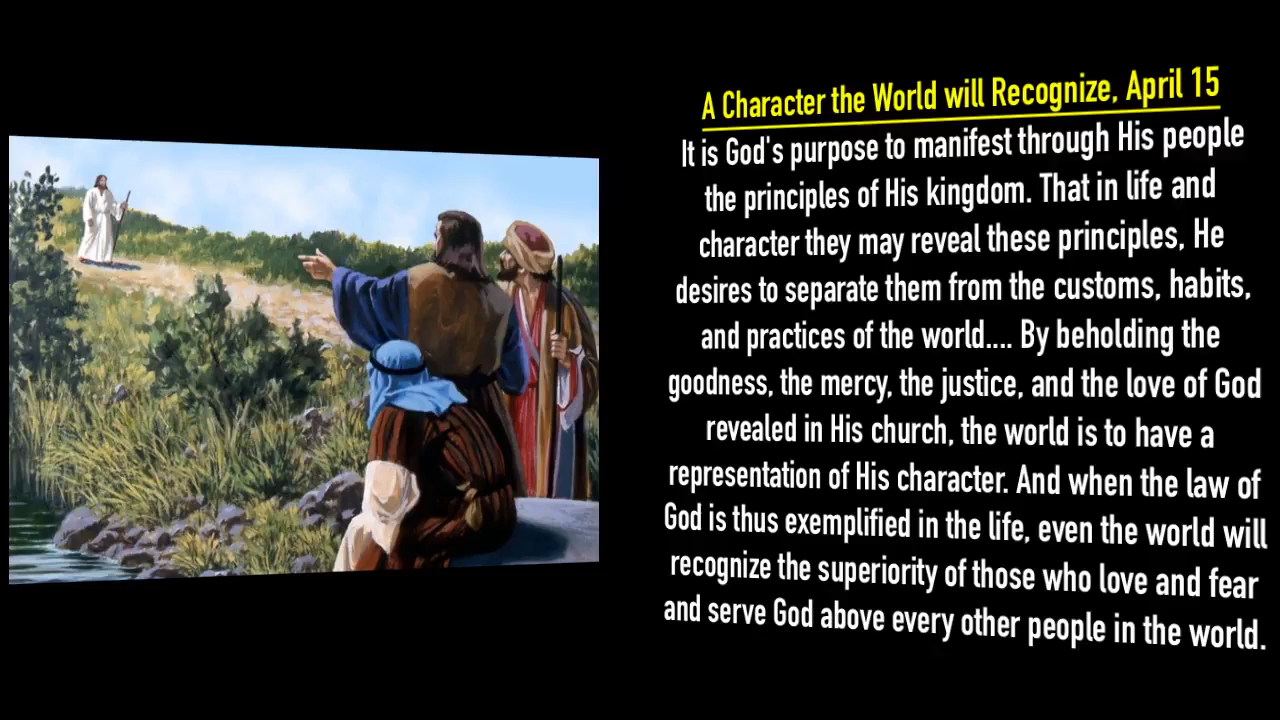 A Character the World will Recognize, April 15
It is God's purpose to manifest through His people
the principles of His kingdom. That in life and
character they may reveal these principles, He
desires to separate them from the customs, habits,
and practices of the world.... By beholding the
goodness, the mercy, the justice, and the love of God
revealed in His church, the world is to have a
representation of His character. And when the law of
God is thus exemplified in the life, even the world will
recognize the superiority of those who love and fear
and serve God above every other people in the world.